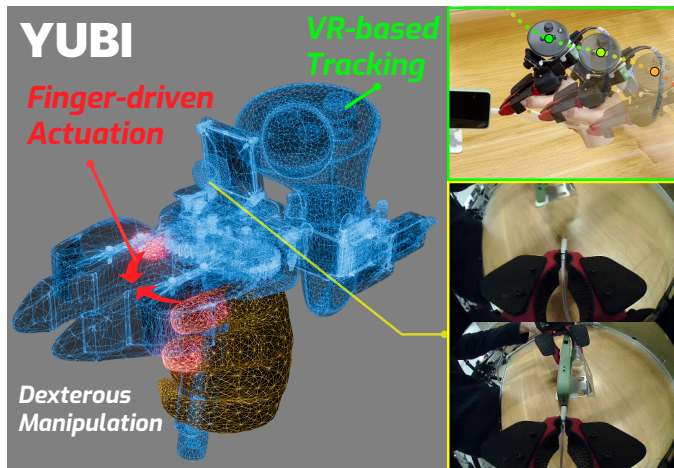 YUBI
VR-based
Tracking
Finger-driven
Actuation
Dexterous
Manipulation